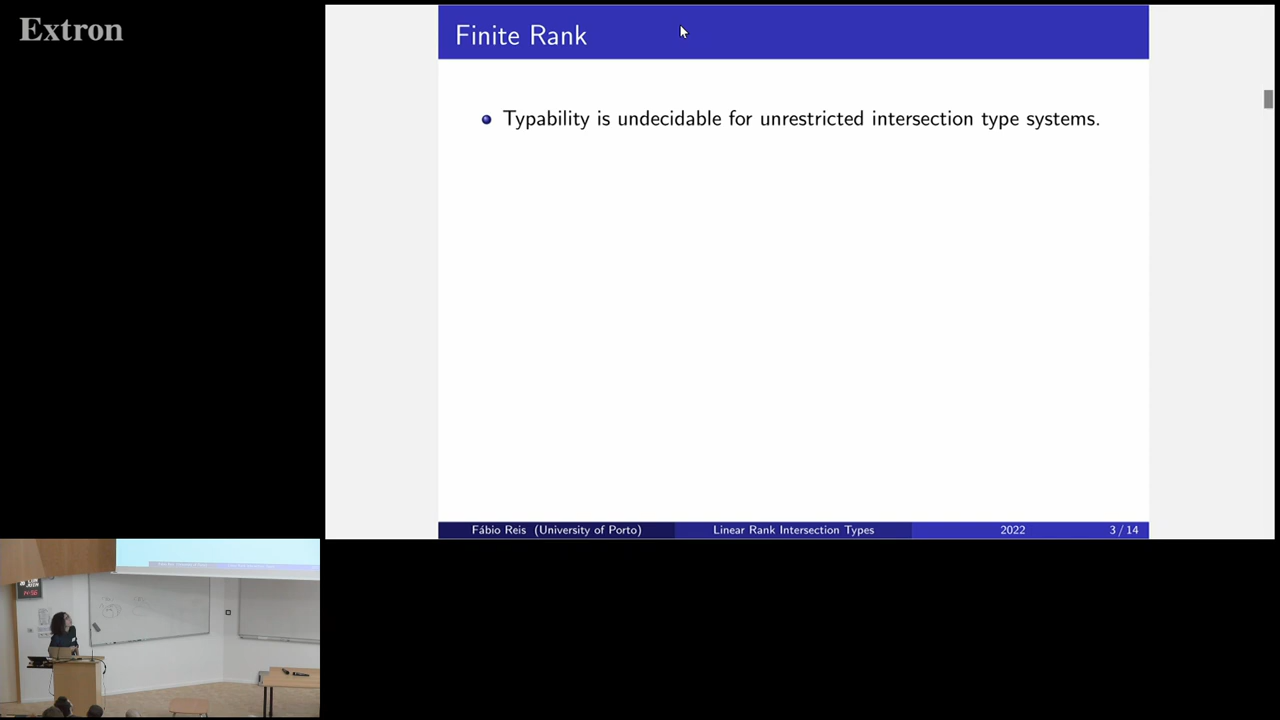 Extron
Finite Rank
Typability is undecidable for unrestricted intersection type systems.
Fábio Reis (University of Porto) Linear Rank Intersection Types 2022 3 / 14